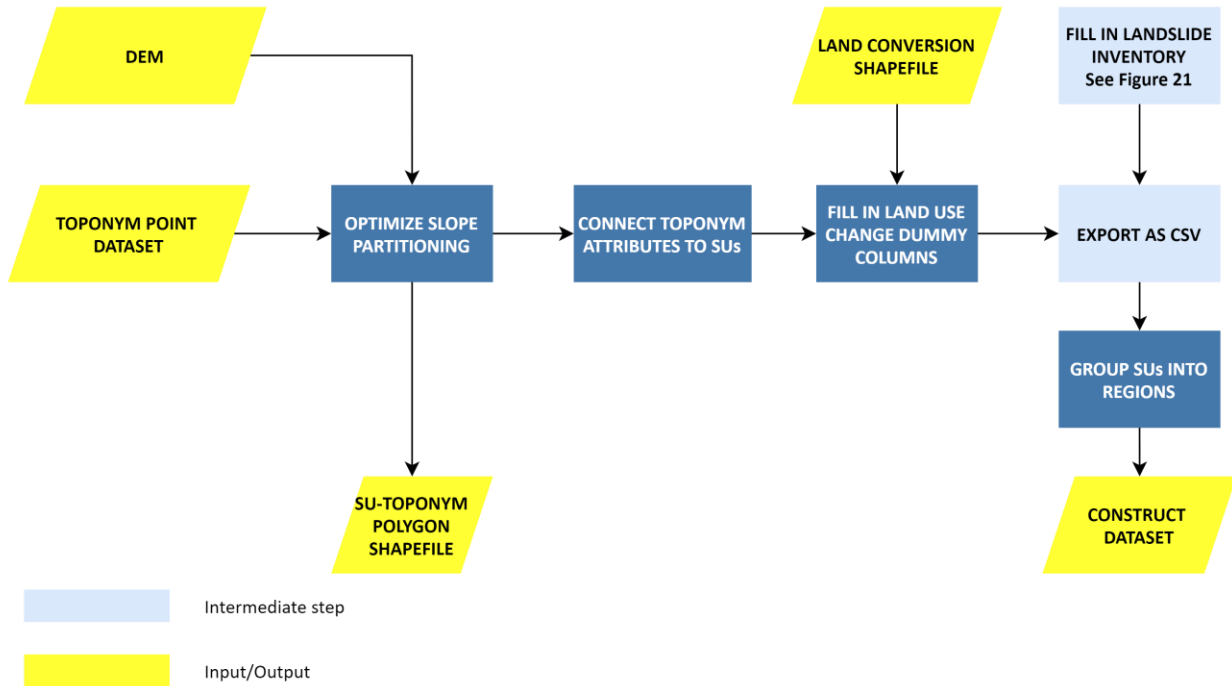 DEM
LAND CONVERSION
SHAPEFILE
FILL IN LANDSLIDE
INVENTORY
See Figure 21
TOPONYM POINT
DATASET
OPTIMIZE SLOPE
PARTITIONING
CONNECT TOPONYM
ATTRIBUTES TO SUs
FILL IN LAND USE
CHANGE DUMMY
COLUMNS
EXPORT AS CSV
GROUP SUs INTO
REGIONS
SU-TOPONYM
POLYGON
SHAPEFILE
CONSTRUCT
DATASET
Intermediate step
Input/Output